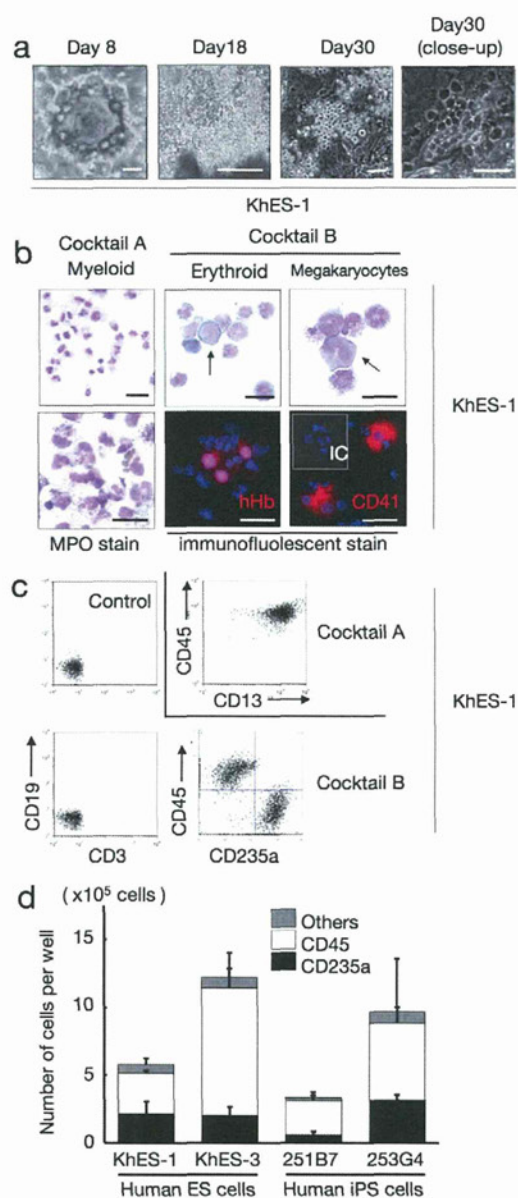 a
Day 8 Day18 Day30 Day30
(close-up)
KhES-1
b
Cocktail A Cocktail B
Myeloid Erythroid Megakaryocytes
IC
hHb CD41
MPO stain immunofluolescent stain
KhES-1
c
Control
CD45
CD13
Cocktail A
CD19
CD3
CD45
CD235a
Cocktail B
KhES-1
d (x10⁵ cells)
Others
CD45
CD235a
Number of cells per well
15
10
5
0
KhES-1 KhES-3 251B7 253G4
Human ES cells Human iPS cells